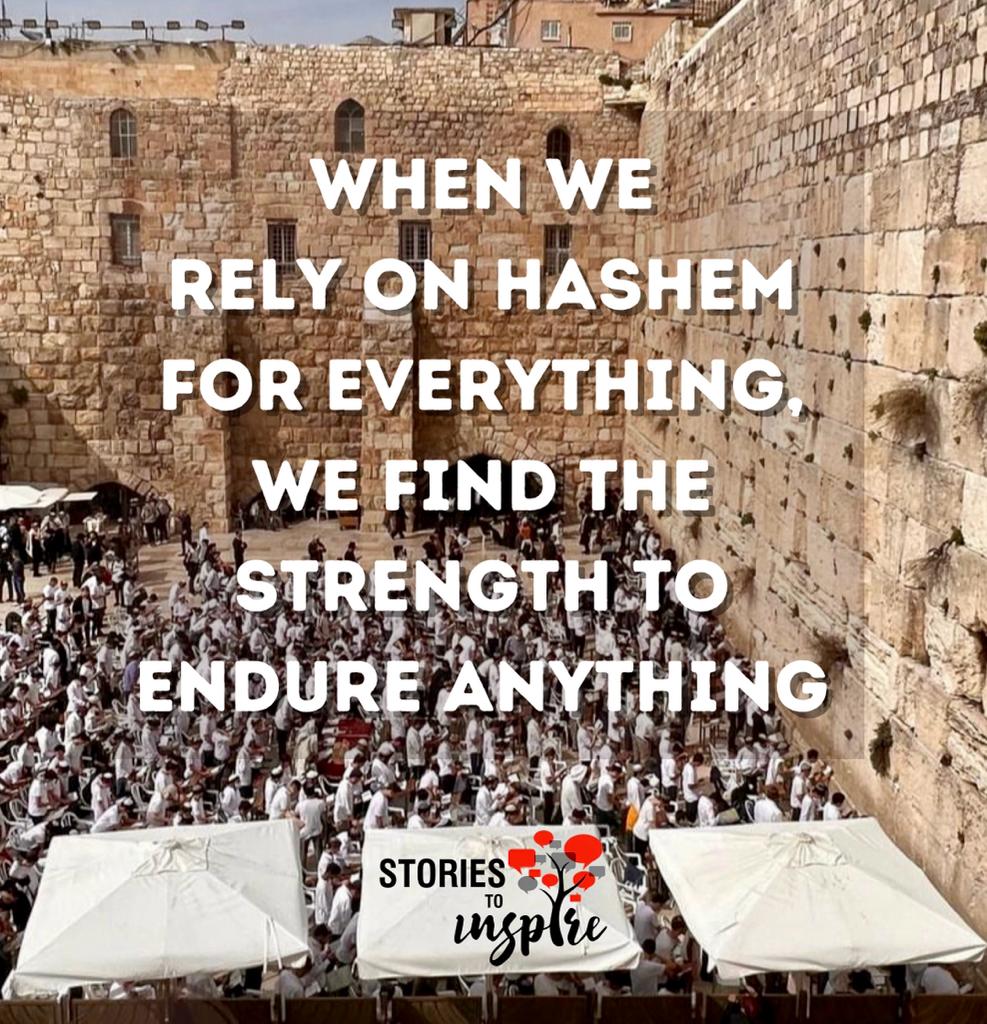 WHEN WE
RELY ON HASHEM
FOR EVERYTHING,
WE FIND THE
STRENGTH TO
ENDURE ANYTHING
STORIES
TO
inspire